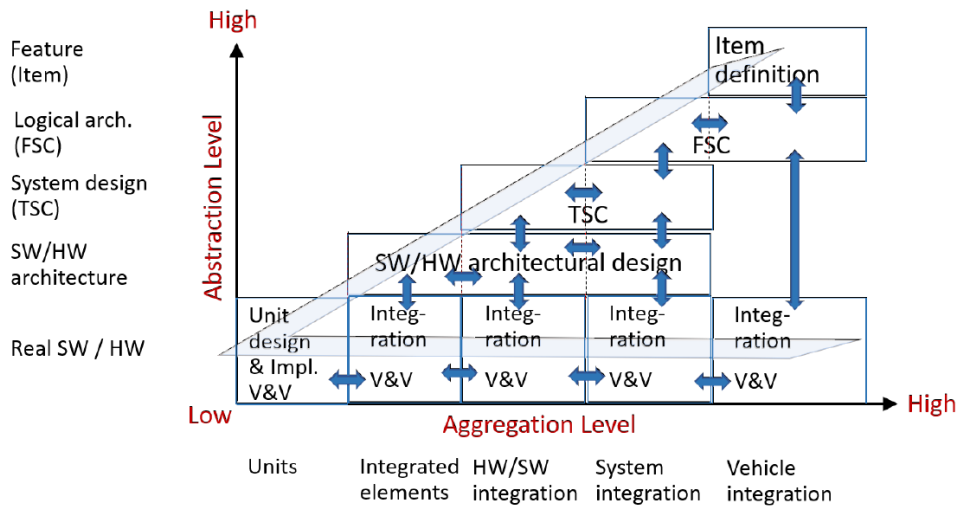 High
Feature
(Item)
Item
definition
Logical arch.
(FSC)
FSC
System design
(TSC)
TSC
Abstraction Level
SW/HW
architecture
SW/HW architectural design
Real SW / HW
Unit
design
& Impl.
V&V
Integ-
ration
V&V
Integ-
ration
V&V
Integ-
ration
V&V
Integ-
ration
V&V
Low
Aggregation Level
High
Units
Integrated
elements
HW/SW
integration
System
integration
Vehicle
integration